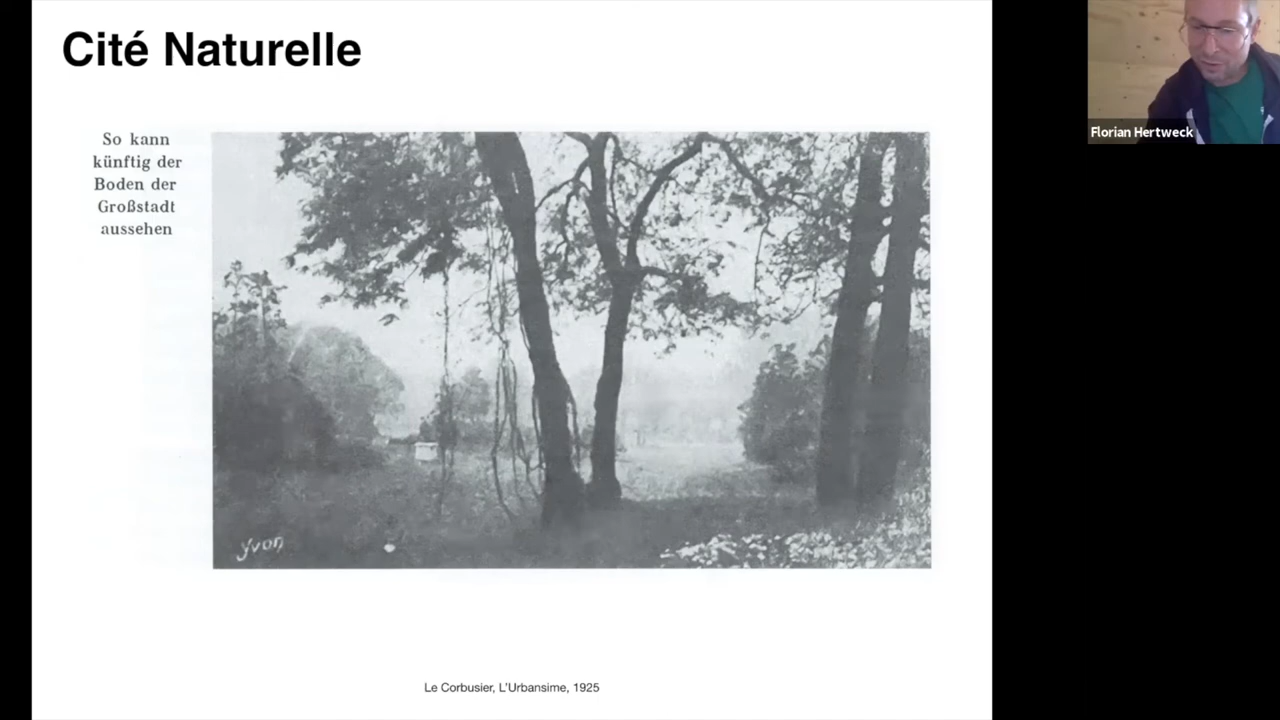 Cité Naturelle
So kann
künftig der
Boden der
Großstadt
aussehen
yvon
Le Corbusier, L'Urbansime, 1925
Florian Hertweck